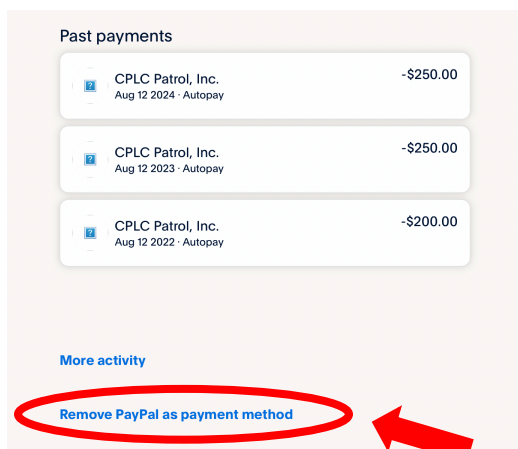 Past payments
CPLC Patrol, Inc.
-$250.00
Aug 12 2024 · Autopay
CPLC Patrol, Inc.
-$250.00
Aug 12 2023 · Autopay
CPLC Patrol, Inc.
-$200.00
Aug 12 2022 · Autopay
More activity
Remove PayPal as payment method